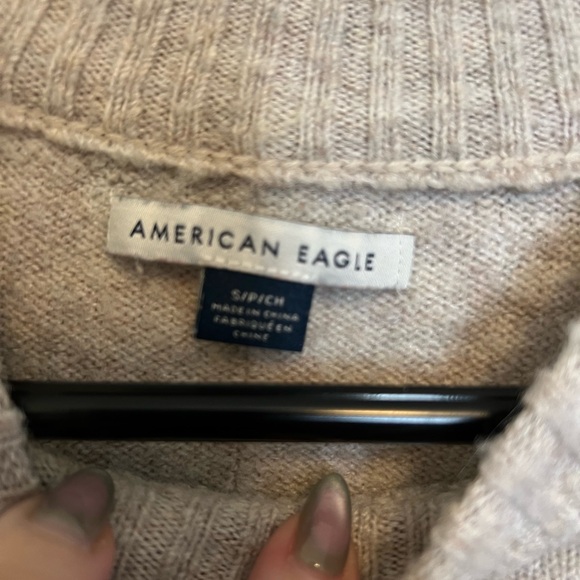 AMERICAN EAGLE
S/P/CH
MADE IN CHINA
FABRIQUÉ EN
CHINE